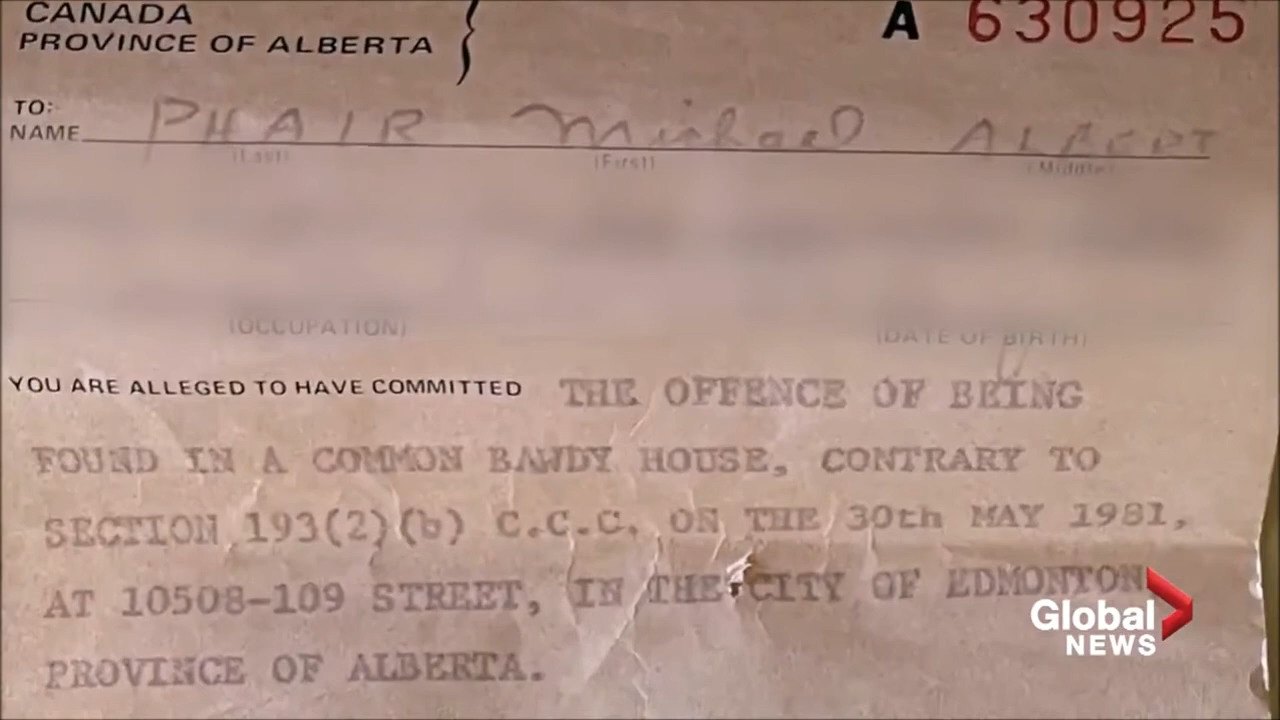 CANADA
PROVINCE OF ALBERTA
A 630925
TO:
NAME PHAIR Michael ALBERT
(Last) (First) (Middle)
(OCCUPATION) (DATE OF BIRTH)
YOU ARE ALLEGED TO HAVE COMMITTED THE OFFENCE OF BEING
FOUND IN A COMMON BAWDY HOUSE, CONTRARY TO
SECTION 193(2)(b) C.C.C. ON THE 30th MAY 1981,
AT 10508-109 STREET, IN THE CITY OF EDMONTON
PROVINCE OF ALBERTA.
Global
NEWS